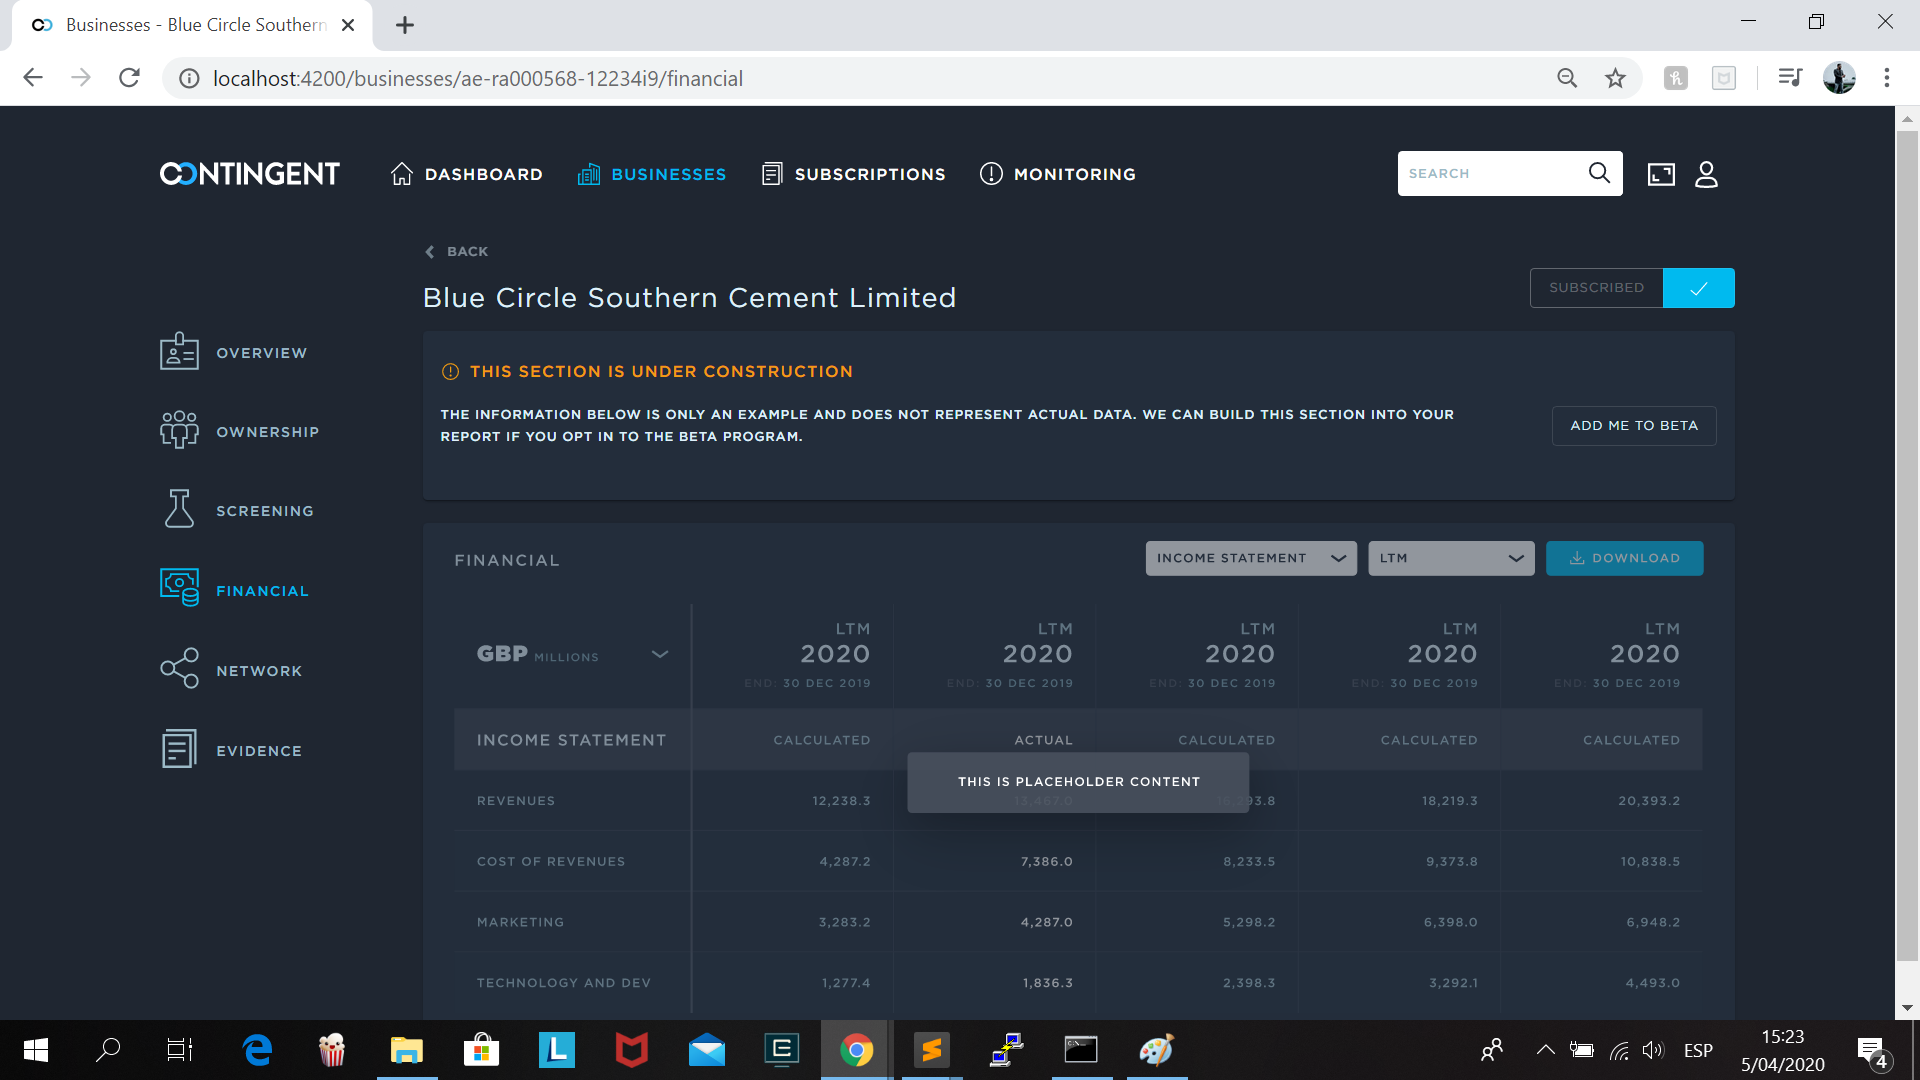 Businesses - Blue Circle Southern
localhost:4200/businesses/ae-ra000568-12234i9/financial
CONTINGENT
DASHBOARD
BUSINESSES
SUBSCRIPTIONS
MONITORING
SEARCH
BACK
Blue Circle Southern Cement Limited
SUBSCRIBED
OVERVIEW
OWNERSHIP
SCREENING
FINANCIAL
NETWORK
EVIDENCE
THIS SECTION IS UNDER CONSTRUCTION
THE INFORMATION BELOW IS ONLY AN EXAMPLE AND DOES NOT REPRESENT ACTUAL DATA. WE CAN BUILD THIS SECTION INTO YOUR
REPORT IF YOU OPT IN TO THE BETA PROGRAM.
ADD ME TO BETA
FINANCIAL
INCOME STATEMENT
LTM
DOWNLOAD
LTM LTM LTM LTM LTM
GBP MILLIONS 2020 2020 2020 2020 2020
END: 30 DEC 2019 END: 30 DEC 2019 END: 30 DEC 2019 END: 30 DEC 2019 END: 30 DEC 2019
INCOME STATEMENT CALCULATED ACTUAL CALCULATED CALCULATED CALCULATED
THIS IS PLACEHOLDER CONTENT
REVENUES 12,238.3 18,219.3 20,393.2
COST OF REVENUES 4,287.2 7,386.0 8,233.5 9,373.8 10,838.5
MARKETING 3,283.2 4,287.0 5,298.2 6,398.0 6,948.2
TECHNOLOGY AND DEV 1,277.4 1,836.3 2,398.3 3,292.1 4,493.0
ESP
15:23
5/04/2020
4